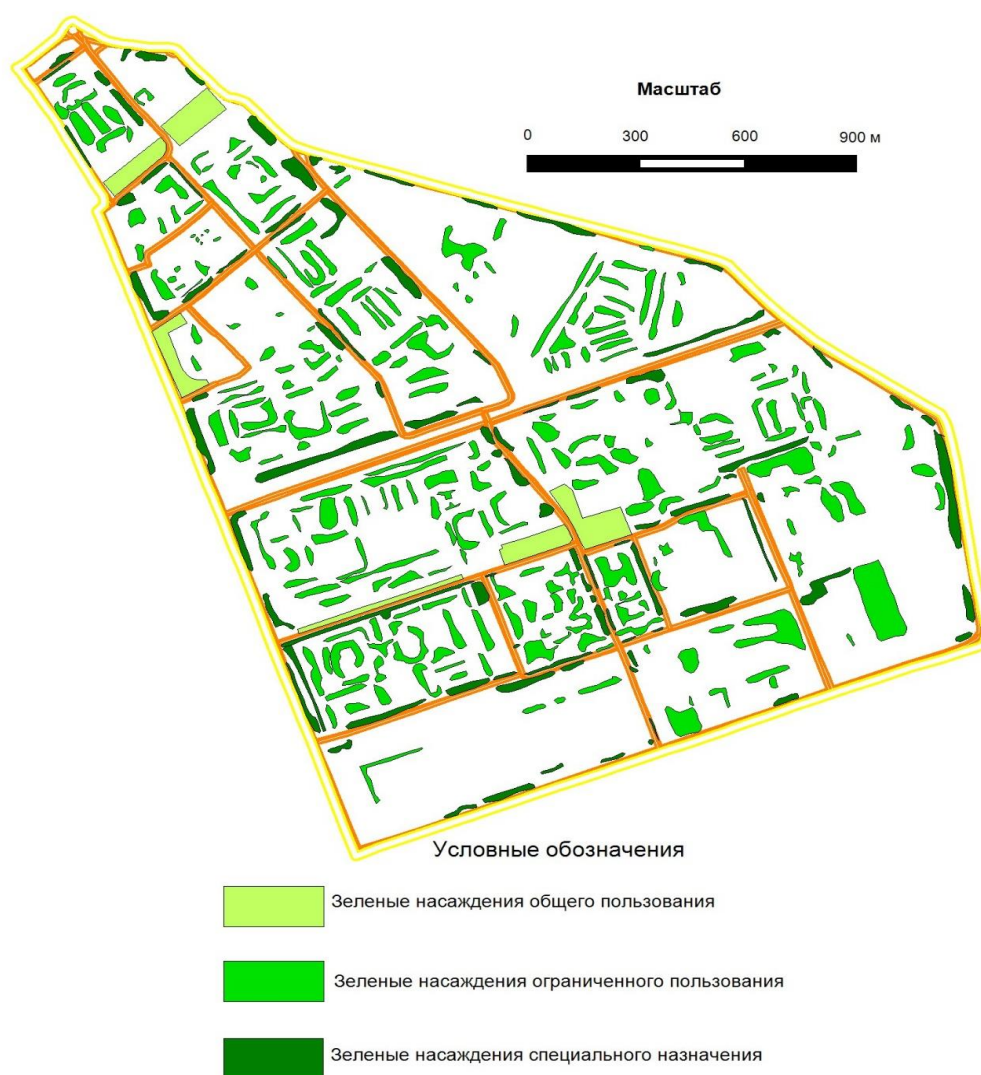 Масштаб
0 300 600 900 м
Условные обозначения
Зеленые насаждения общего пользования
Зеленые насаждения ограниченного пользования
Зеленые насаждения специального назначения